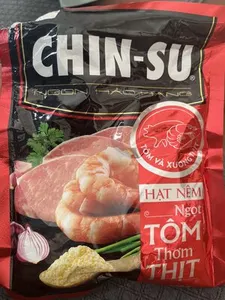 CHIN-SU®
NGON HẢO HẠNG
TÔM VÀ XƯƠNG
HẠT NÊM
Ngọt
TÔM
Thơm
THỊT